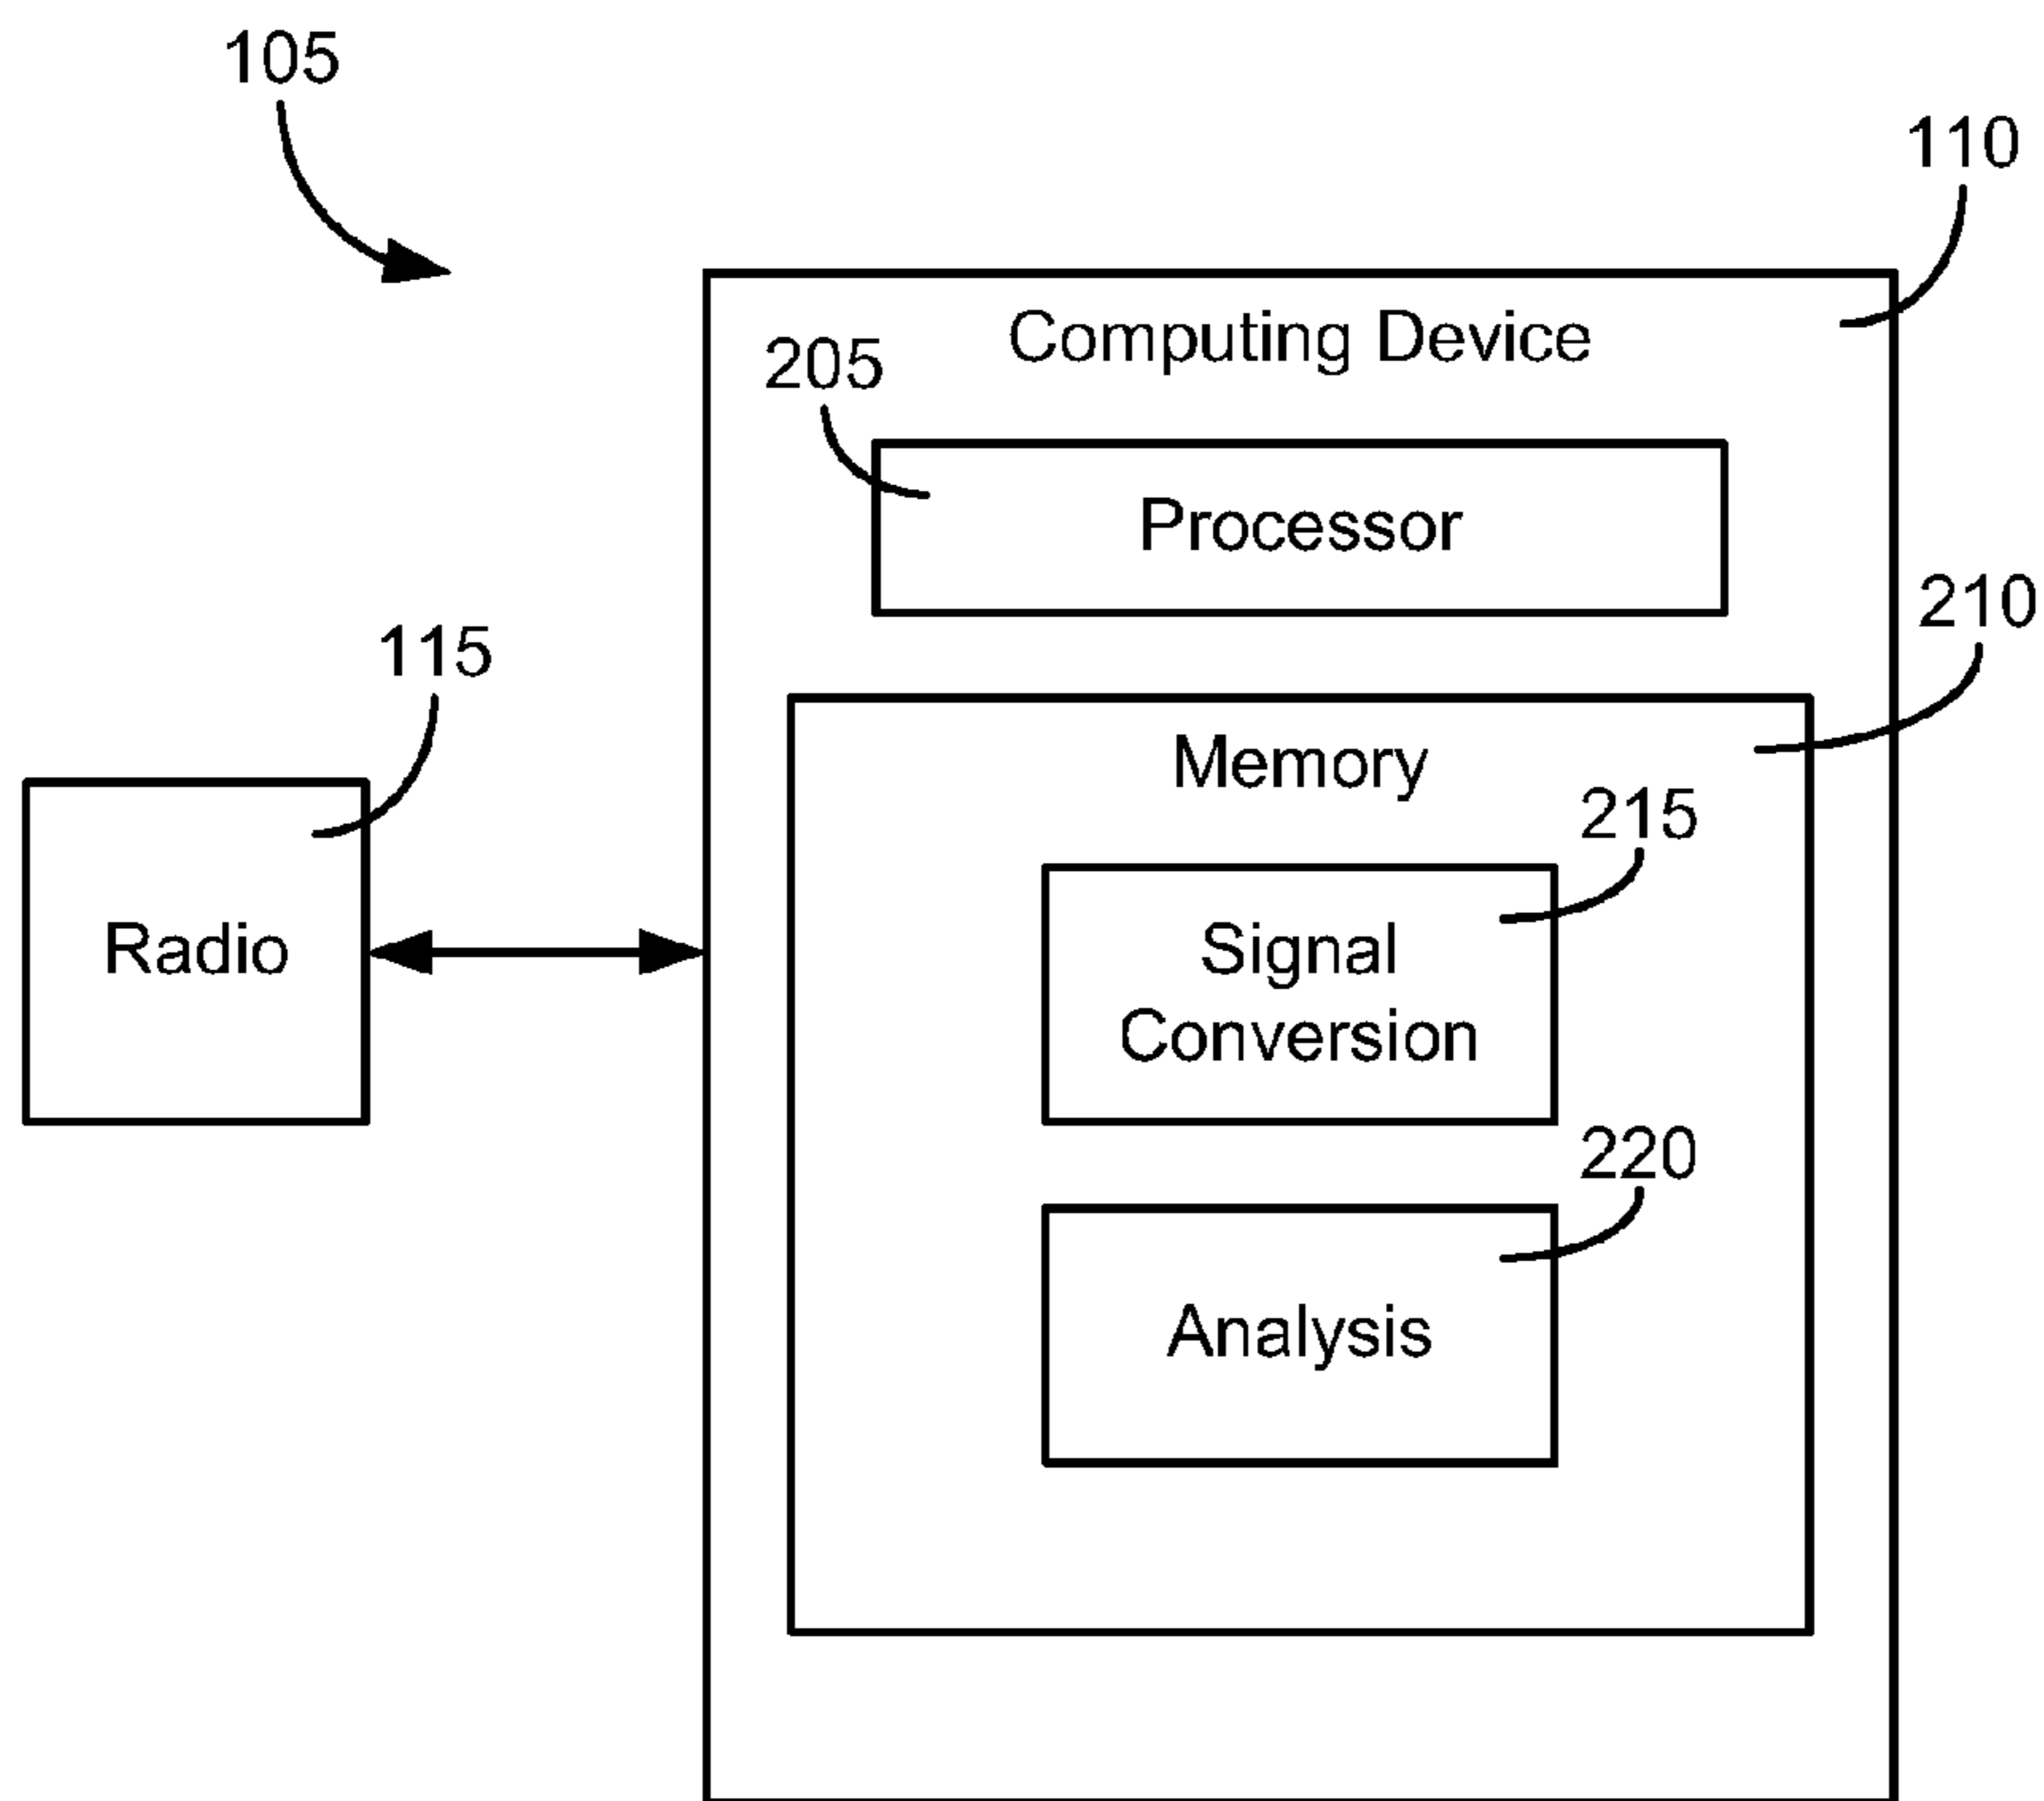 105
110
Computing Device
205
Processor
210
115
Memory
215
Radio
Signal
Conversion
220
Analysis